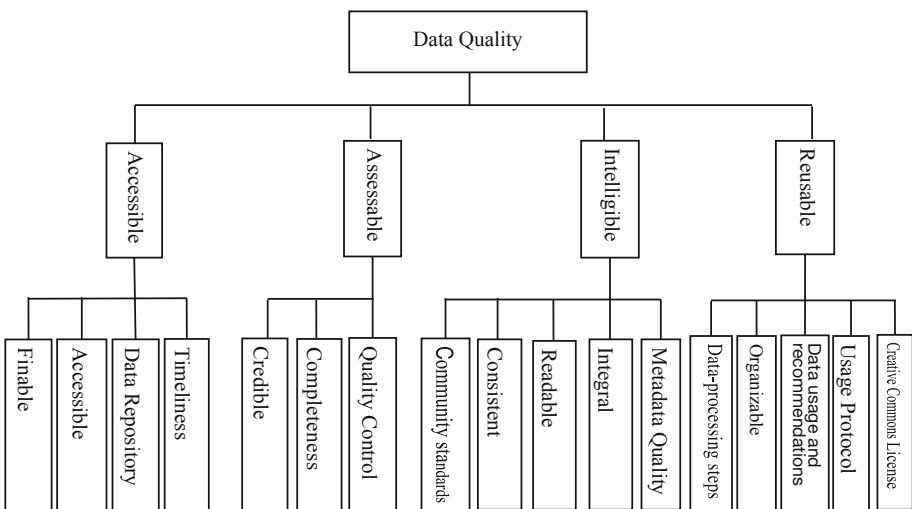 Data Quality
Accessible
Assessable
Intelligible
Reusable
Finable
Accessible
Data Repository
Timeliness
Credible
Completeness
Quality Control
Community standards
Consistent
Readable
Integral
Metadata Quality
Data-processing steps
Organizable
Data usage and
recommendations
Usage Protocol
Creative Commons License